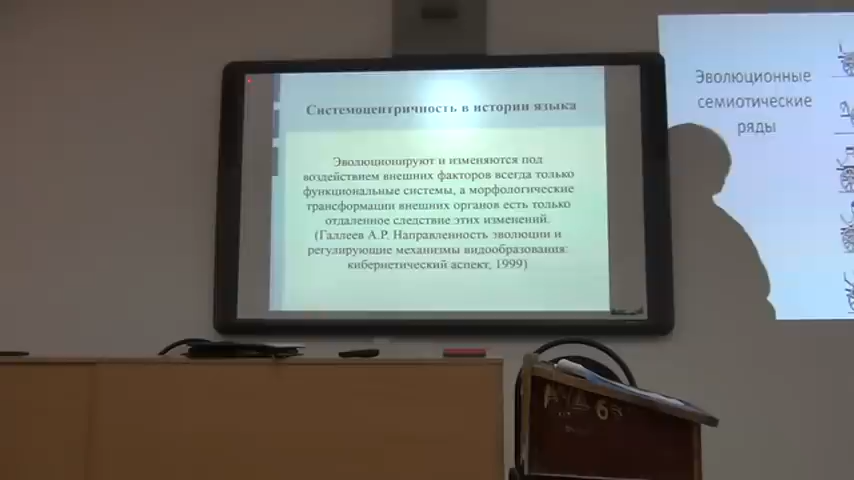 Системоцентричность в истории языка
Эволюционируют и изменяются под
воздействием внешних факторов всегда только
функциональные системы, а морфологические
трансформации внешних органов есть только
отдаленное следствие этих изменений.
(Галлеев А.Р. Направленность эволюции и
регулирующие механизмы видообразования:
кибернетический аспект, 1999)
Эволюционные
семиотические
ряды